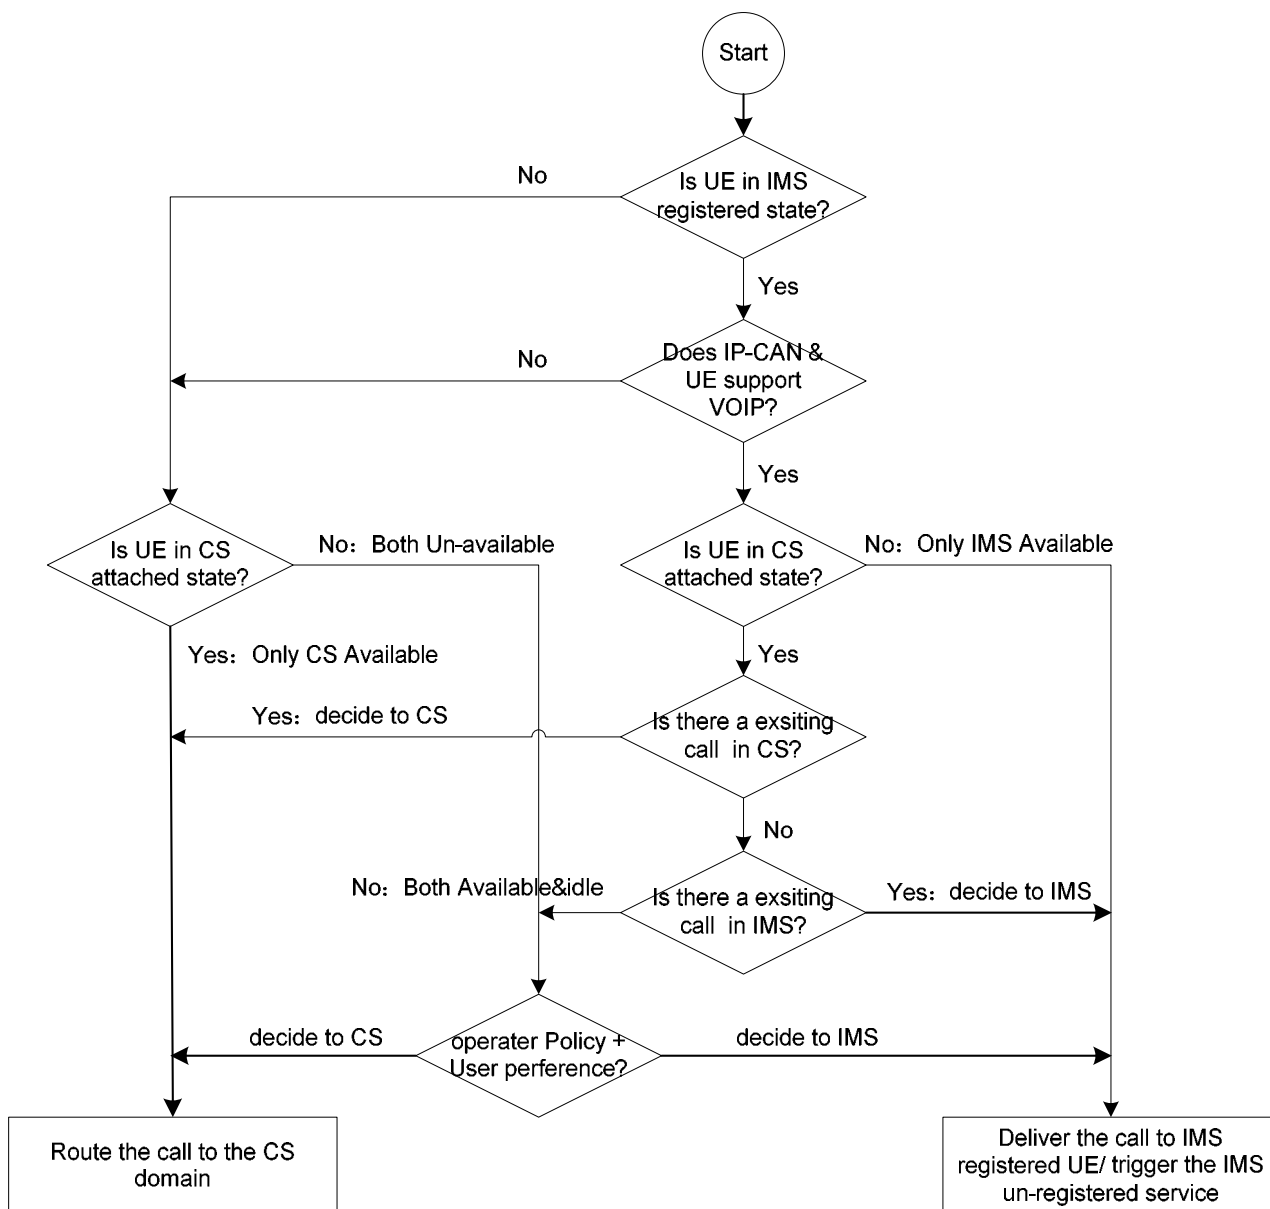 Start
No
Is UE in IMS
registered state?
Yes
No
Does IP-CAN &
UE support
VOIP?
Yes
Is UE in CS
attached state?
No：Both Un-available
Is UE in CS
attached state?
No：Only IMS Available
Yes：Only CS Available
Yes
Yes：decide to CS
Is there a exsiting
call in CS?
No
No：Both Available&idle
Is there a exsiting
call in IMS?
Yes：decide to IMS
decide to CS
operater Policy +
User perference?
decide to IMS
Route the call to the CS
domain
Deliver the call to IMS
registered UE/ trigger the IMS
un-registered service